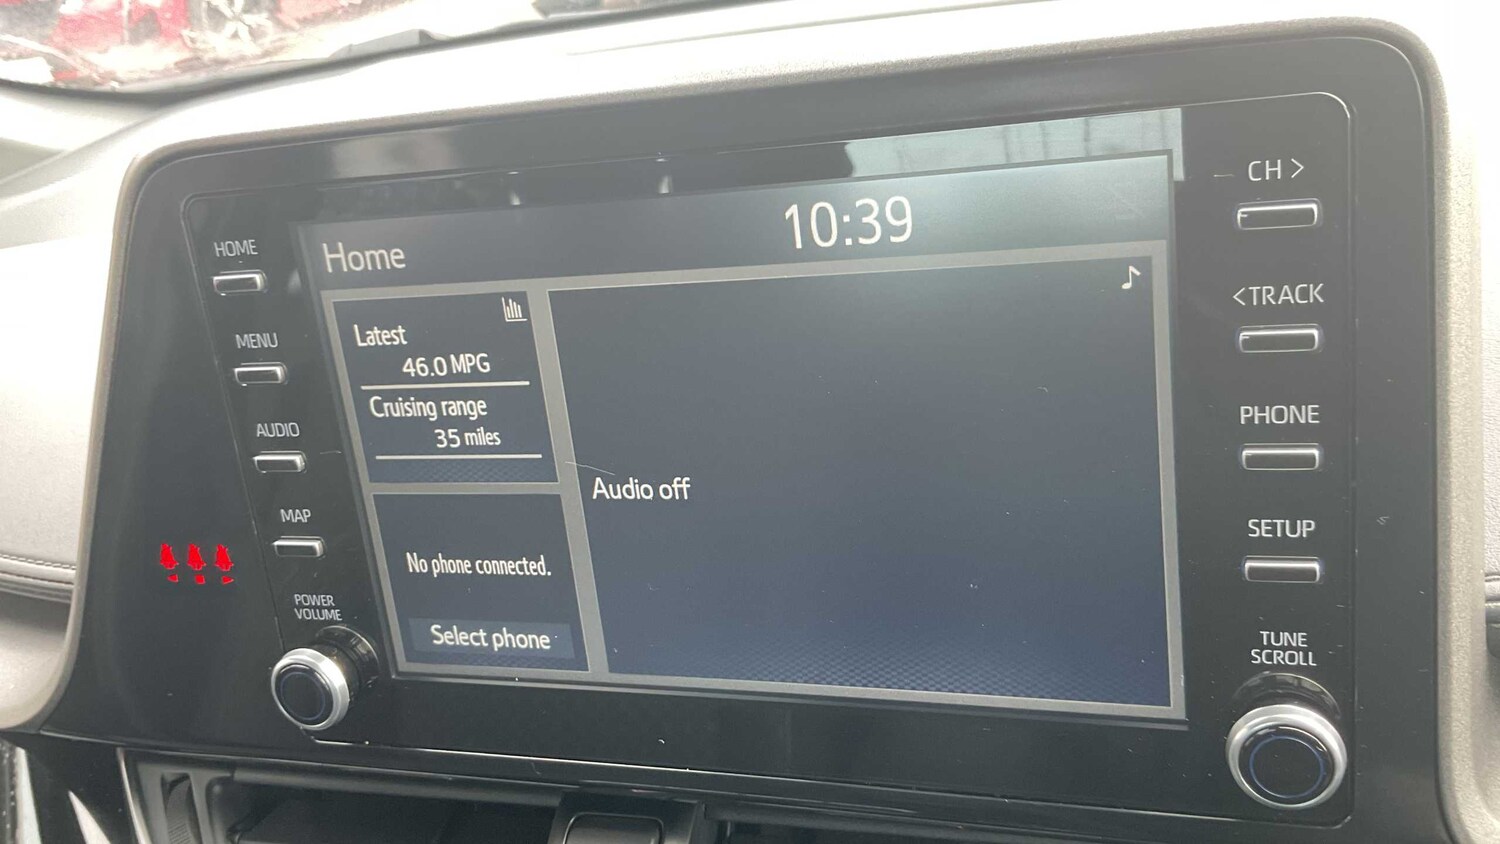 HOME
MENU
AUDIO
MAP
POWER
VOLUME
Home
10:39
Latest
46.0 MPG
Cruising range
35 miles
No phone connected.
Select phone
Audio off
CH >
<TRACK
PHONE
SETUP
TUNE
SCROLL